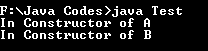 F:\Java Codes>java Test
In Constructor of A
In Constructor of B